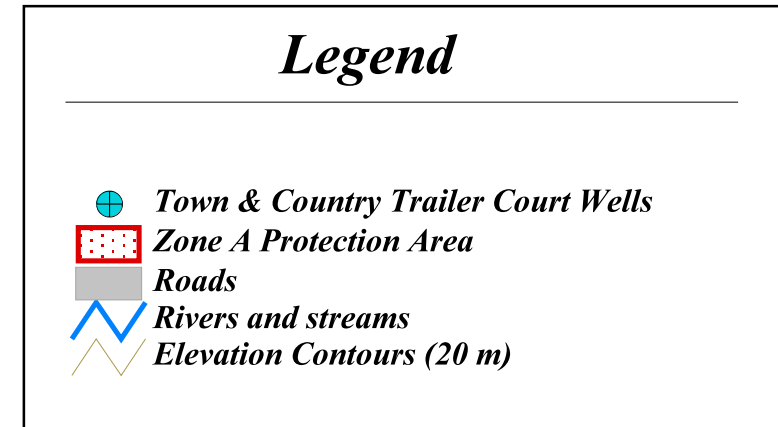 Legend
Town & Country Trailer Court Wells
Zone A Protection Area
Roads
Rivers and streams
Elevation Contours (20 m)